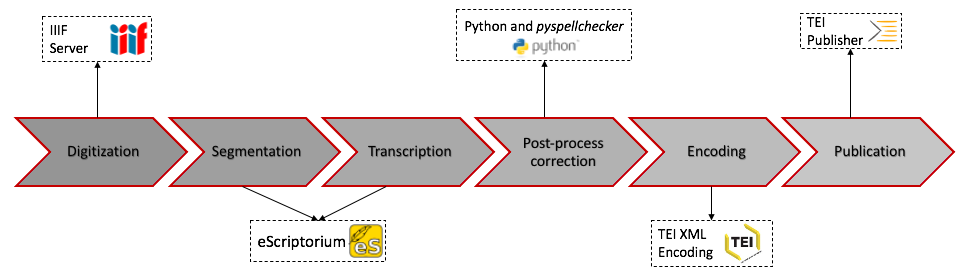 IIIF
Server
iiif
Python and pyspellchecker
python
TEI
Publisher
Digitization
Segmentation
Transcription
Post-process
correction
Encoding
Publication
eScriptorium
eS
TEI XML
Encoding
TEI